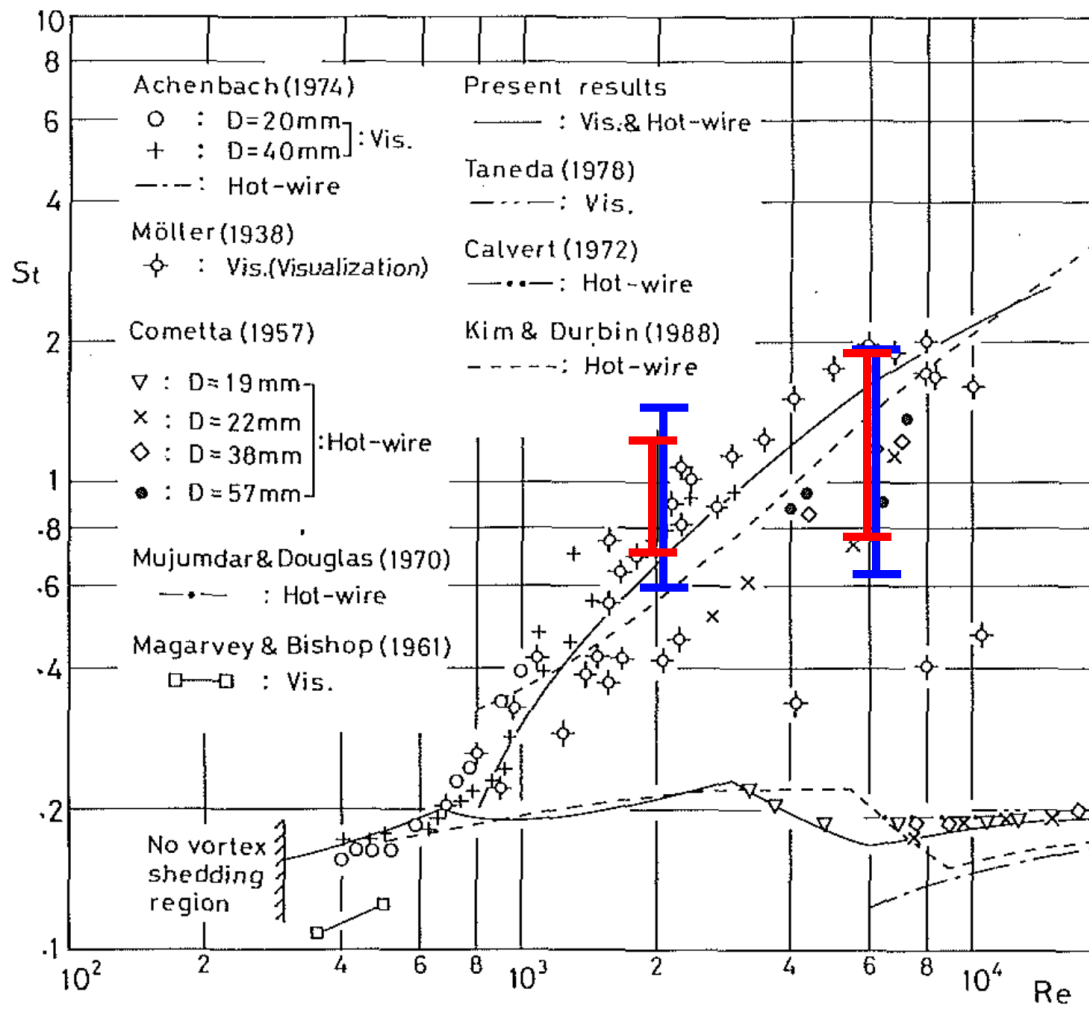 10
8
6
4
St
2
1
.8
.6
.4
.2
.1
Achenbach(1974)
○ : D=20mm
+ : D=40mm
: Vis.
: Hot-wire
Möller(1938)
: Vis.(Visualization)
Cometta(1957)
▽ : D=19mm
× : D=22mm
◇ : D=38mm
● : D=57mm
: Hot-wire
Mujumdar & Douglas(1970)
: Hot-wire
Magarvey & Bishop(1961)
□—□ : Vis.
Present results
: Vis.& Hot-wire
Taneda(1978)
: Vis.
Calvert(1972)
: Hot-wire
Kim & Durbin(1988)
: Hot-wire
No vortex
shedding
region
10² 2 4 6 8 10³ 2 4 6 8 10⁴
Re